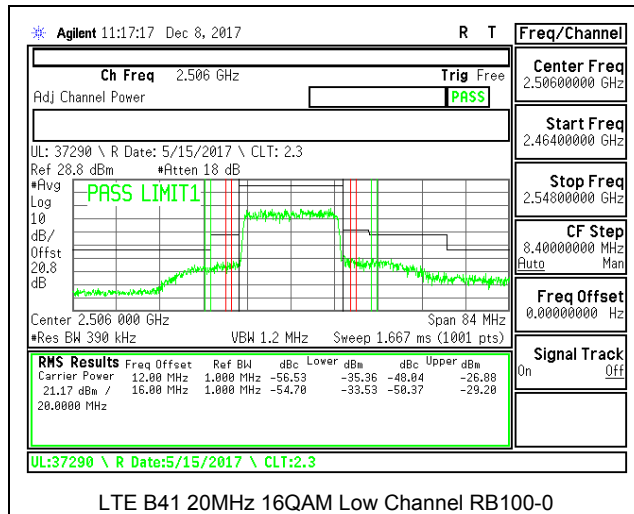 Agilent 11:17:17 Dec 8, 2017 R T
Freq/Channel
Ch Freq 2.506 GHz Trig Free
Adj Channel Power PASS
Center Freq
2.50600000 GHz
Start Freq
2.46400000 GHz
Stop Freq
2.54800000 GHz
CF Step
8.40000000 MHz
Auto Man
Freq Offset
0.00000000 Hz
Signal Track
On Off
UL: 37290 \ R Date: 5/15/2017 \ CLT: 2.3
Ref 28.8 dBm #Atten 18 dB
#Avg
Log
10
dB/
Offst
20.8
dB
PASS LIMIT1
Center 2.506 000 GHz Span 84 MHz
#Res BW 390 kHz VBW 1.2 MHz Sweep 1.667 ms (1001 pts)
RMS Results Freq Offset Ref BW dBc Lower dBm dBc Upper dBm
Carrier Power 12.00 MHz 1.000 MHz -56.53 -35.36 -48.04 -26.88
21.17 dBm / 16.00 MHz 1.000 MHz -54.70 -33.53 -50.37 -29.20
20.0000 MHz
UL:37290 \ R Date:5/15/2017 \ CLT:2.3
LTE B41 20MHz 16QAM Low Channel RB100-0